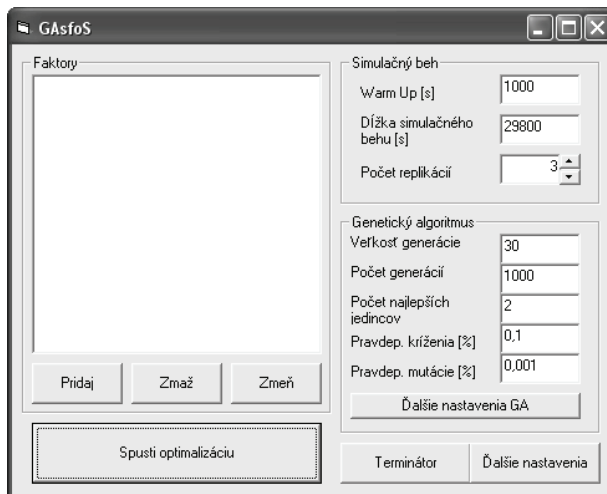 GAsfoS
Faktory
Pridaj
Zmaž
Zmeň
Spusti optimalizáciu
Simulačný beh
Warm Up [s]
1000
Dĺžka simulačného
behu [s]
29800
Počet replikácií
3
Genetický algoritmus
Veľkosť generácie
30
Počet generácií
1000
Počet najlepších
jedincov
2
Pravdep. kríženia [%]
0,1
Pravdep. mutácie [%]
0,001
Ďalšie nastavenia GA
Terminátor
Ďalšie nastavenia